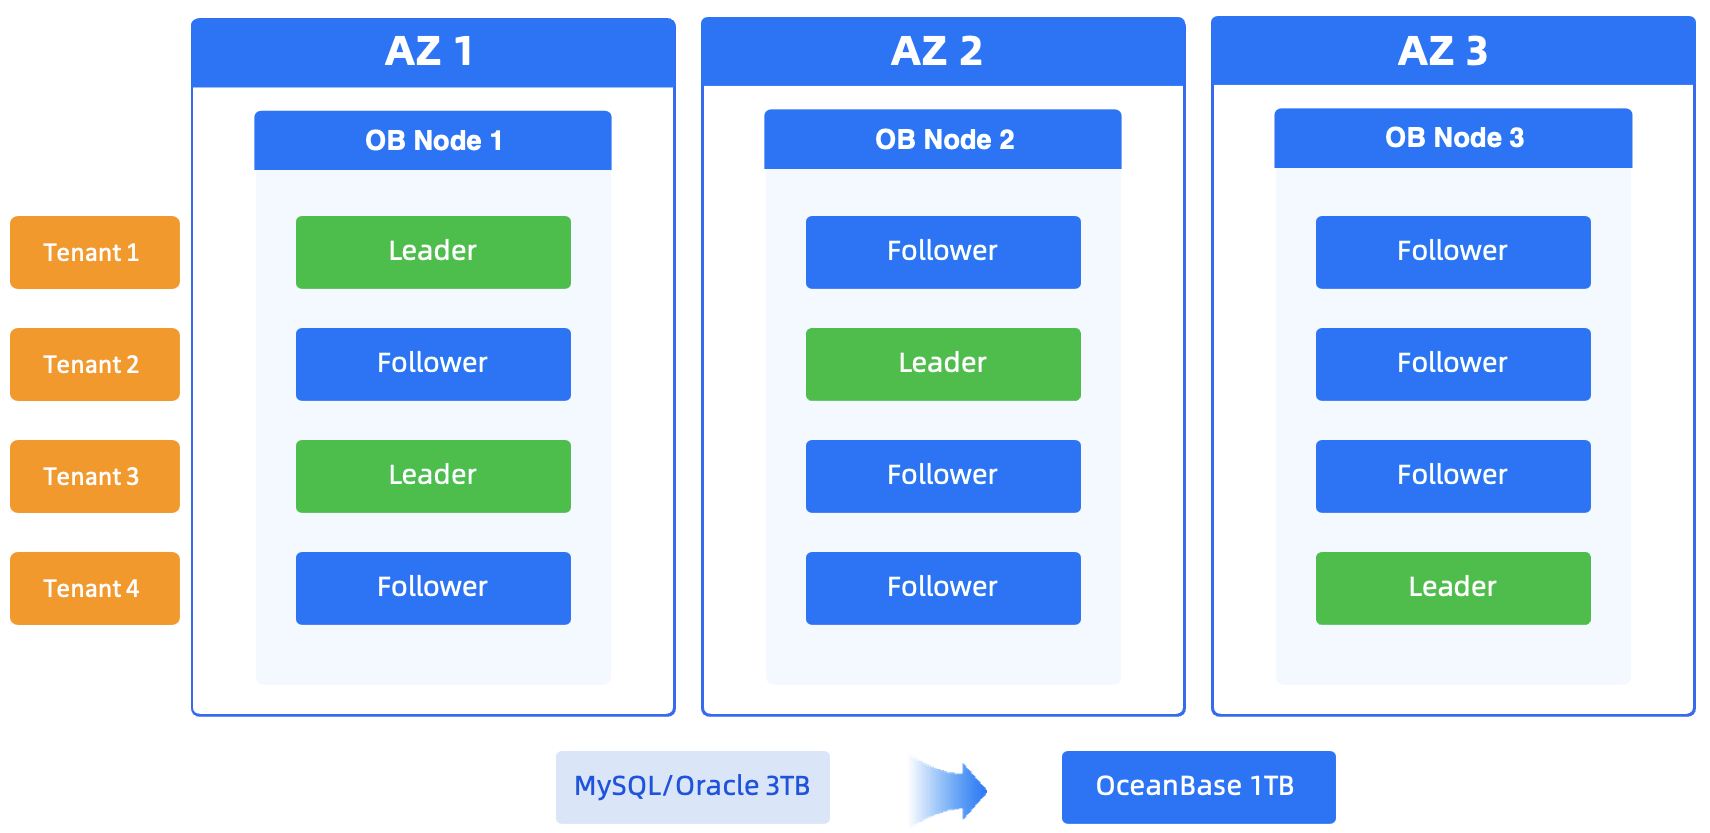 AZ 1
AZ 2
AZ 3
OB Node 1
OB Node 2
OB Node 3
Tenant 1
Leader
Follower
Follower
Tenant 2
Follower
Leader
Follower
Tenant 3
Leader
Follower
Follower
Tenant 4
Follower
Follower
Leader
MySQL/Oracle 3TB
OceanBase 1TB